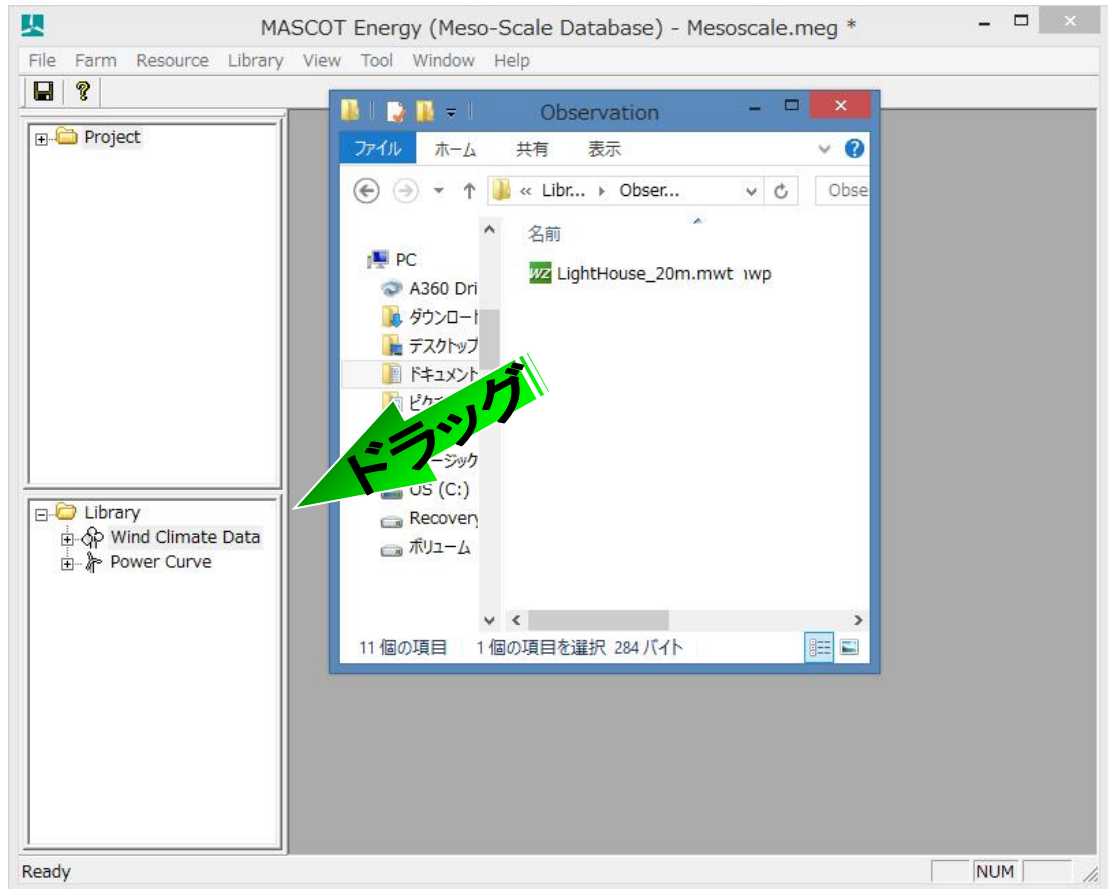 MASCOT Energy (Meso-Scale Database) - Mesoscale.meg *
File Farm Resource Library View Tool Window Help
Project
Library
Wind Climate Data
Power Curve
Observation
ファイル ホーム 共有 表示
« Libr... Obser... Obse
名前
LightHouse_20m.mwt
PC
A360 Dri
ダウンロード
デスクトップ
ドキュメント
ドラッグ
OS (C:)
Recovery
ボリューム
11 個の項目 1 個の項目を選択 284 バイト
Ready NUM